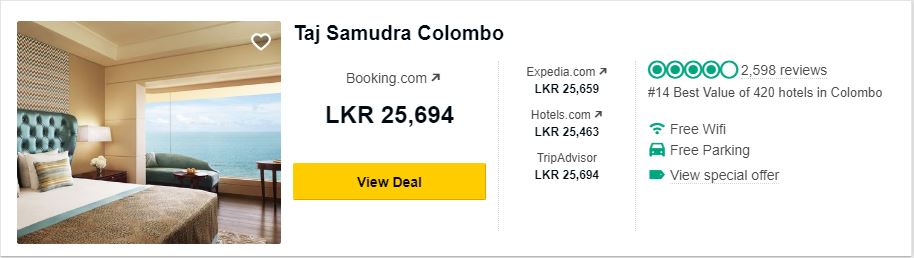 Taj Samudra Colombo
Booking.com
LKR 25,694
View Deal
Expedia.com
LKR 25,659
Hotels.com
LKR 25,463
TripAdvisor
LKR 25,694
2,598 reviews
#14 Best Value of 420 hotels in Colombo
Free Wifi
Free Parking
View special offer